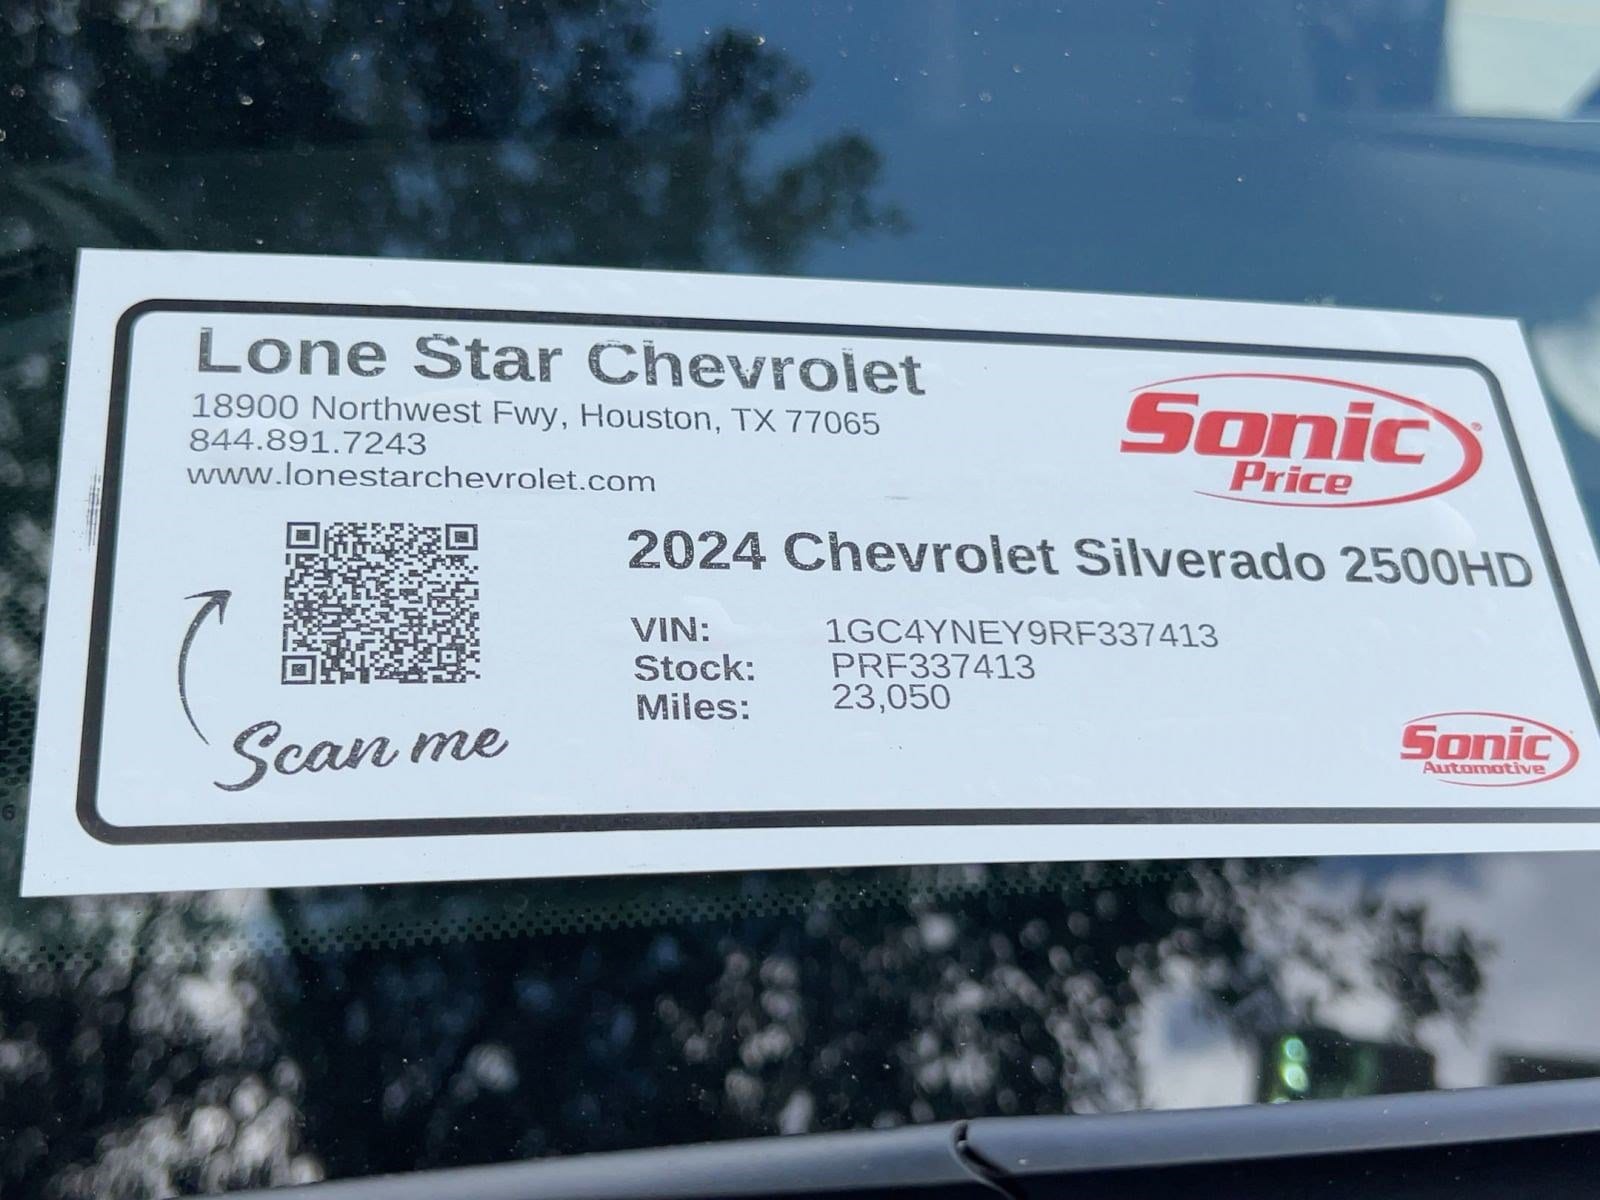 Lone Star Chevrolet
18900 Northwest Fwy, Houston, TX 77065
844.891.7243
www.lonestarchevrolet.com
Sonic®
Price
2024 Chevrolet Silverado 2500HD
VIN: 1GC4YNEY9RF337413
Stock: PRF337413
Miles: 23,050
Scan me
Sonic
Automotive
6